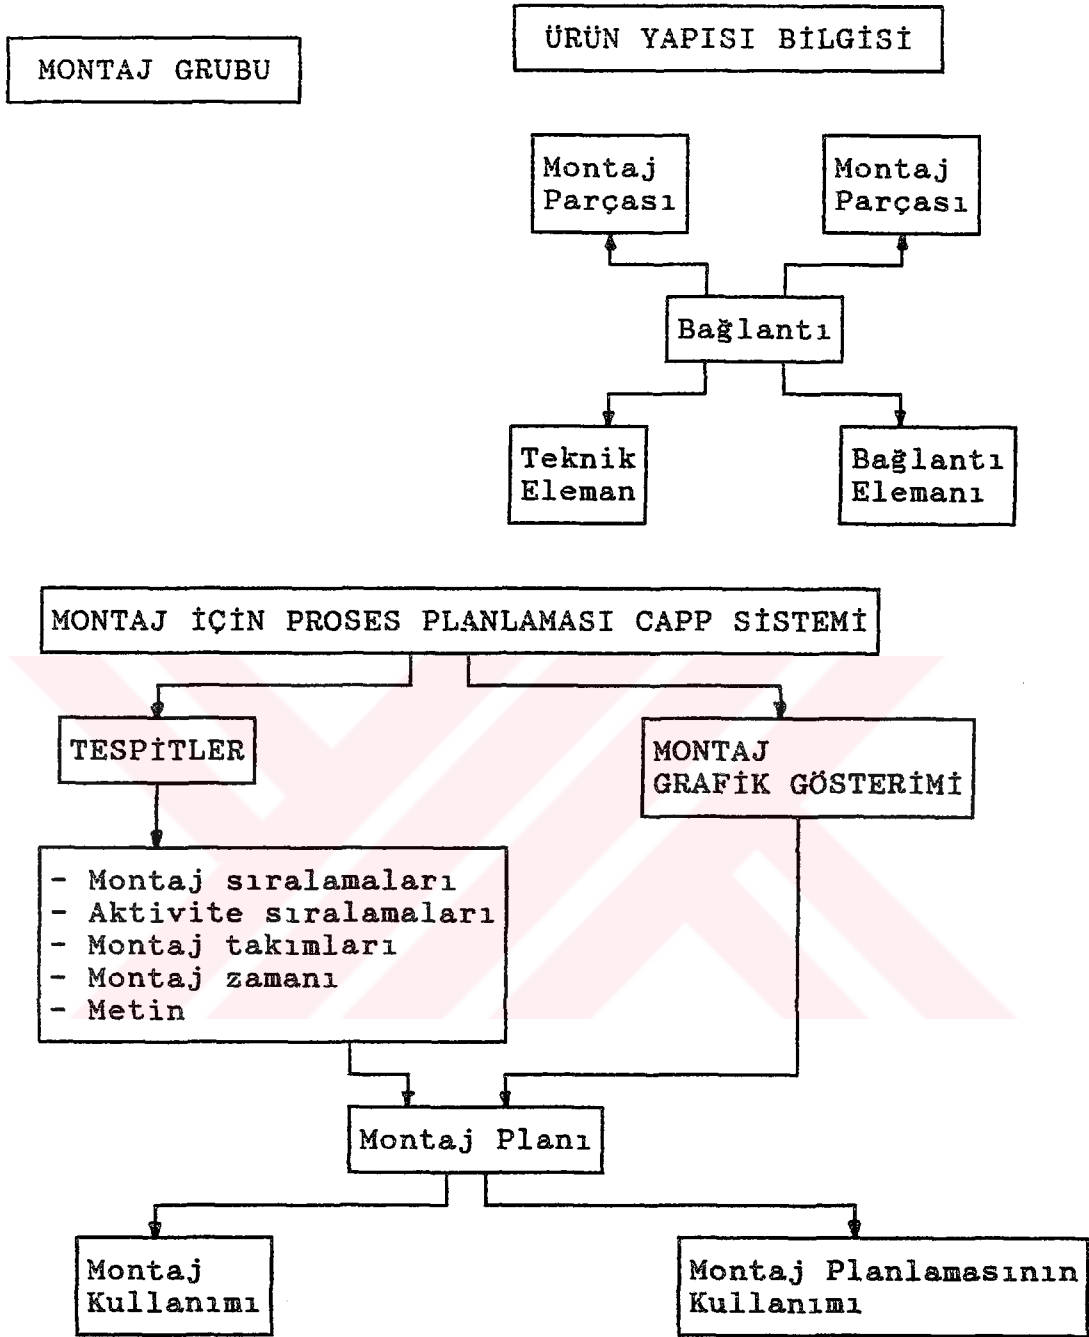 MONTAJ GRUBU
ÜRÜN YAPISI BİLGİSİ
Montaj
Parçası
Montaj
Parçası
Bağlantı
Teknik
Eleman
Bağlantı
Elemanı
MONTAJ İÇİN PROSES PLANLAMASI CAPP SİSTEMİ
TESPİTLER
MONTAJ
GRAFİK GÖSTERİMİ
- Montaj sıralamaları
- Aktivite sıralamaları
- Montaj takımları
- Montaj zamanı
- Metin
Montaj Planı
Montaj
Kullanımı
Montaj Planlamasının
Kullanımı